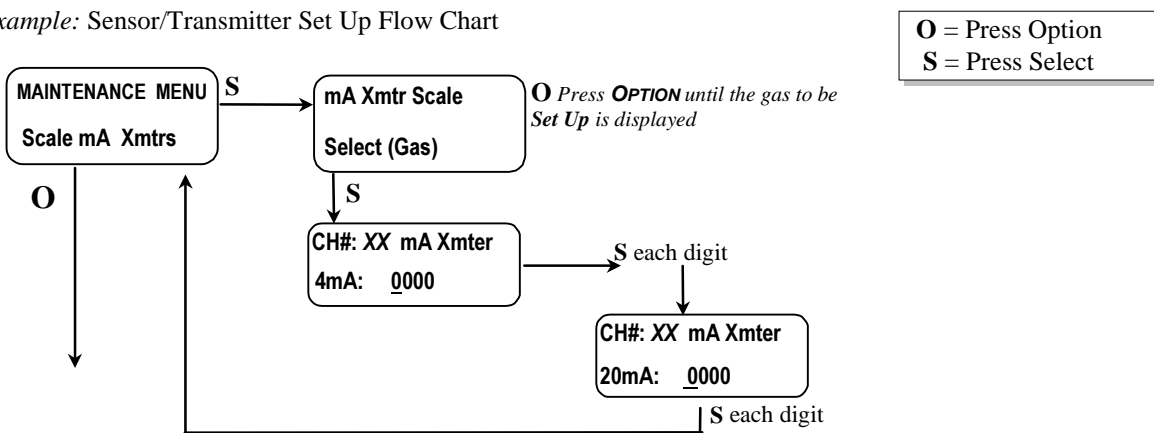 xample: Sensor/Transmitter Set Up Flow Chart
O = Press Option
S = Press Select
MAINTENANCE MENU
Scale mA Xmtrs
S
mA Xmtr Scale
Select (Gas)
O Press OPTION until the gas to be
Set Up is displayed
O
S
CH#: XX mA Xmter
4mA: 0000
S each digit
CH#: XX mA Xmter
20mA: 0000
S each digit